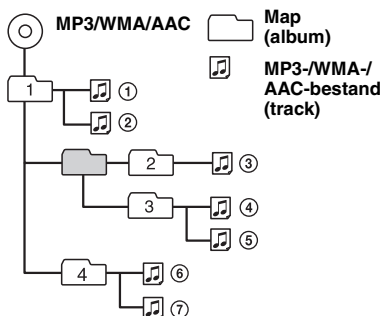 MP3/WMA/AAC
Map
(album)
MP3-/WMA-/
AAC-bestand
(track)
1
①
②
2
③
3
④
⑤
4
⑥
⑦